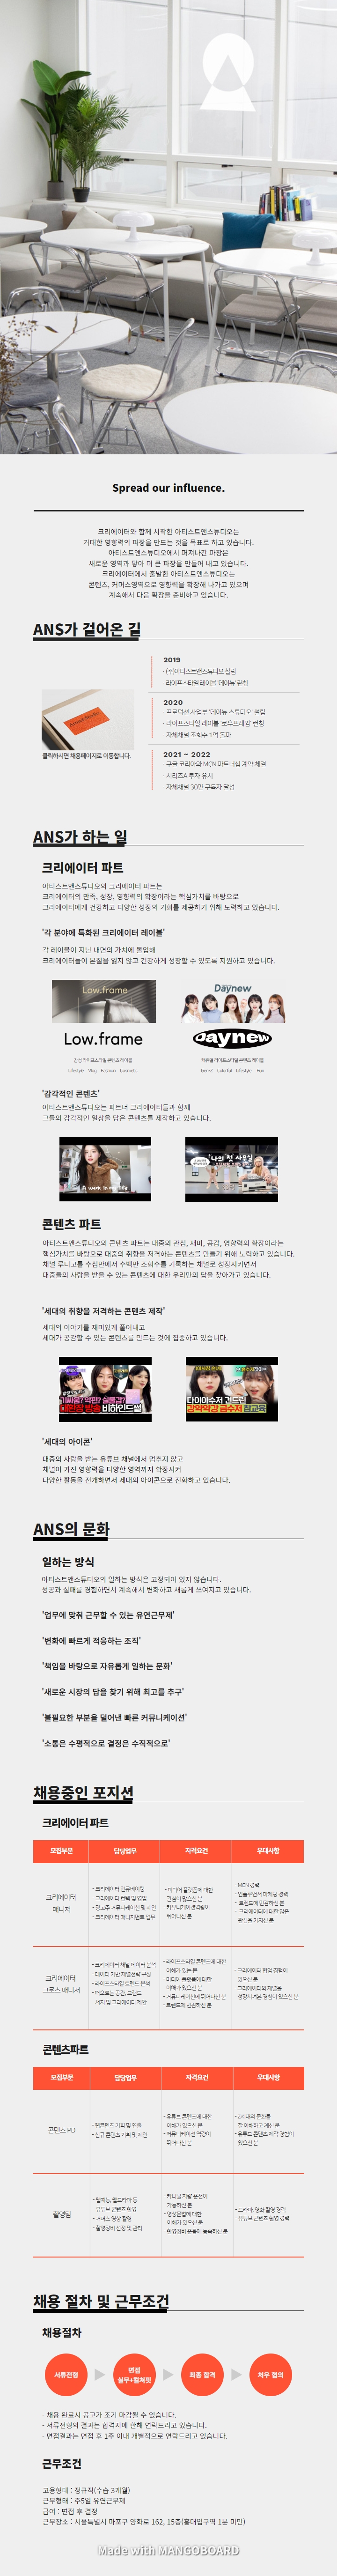 Spread our influence.
크리에이터와 함께 시작한 아티스트앤스튜디오는
거대한 영향력의 파장을 만드는 것을 목표로 하고 있습니다.
아티스트앤스튜디오에서 퍼져나간 파장은
새로운 영역과 닿아 더 큰 파장을 만들어 내고 있습니다.
크리에이터에서 출발한 아티스트앤스튜디오는
콘텐츠, 커머스영역으로 영향력을 확장해 나가고 있으며
계속해서 다음 확장을 준비하고 있습니다.
ANS가 걸어온 길
2019
· (주)아티스트앤스튜디오 설립
· 라이프스타일 레이블 '데이뉴' 런칭
2020
· 프로덕션 사업부 '데이뉴 스튜디오' 설립
· 라이프스타일 레이블 '로우프레임' 런칭
· 자체채널 조회수 1억 돌파
클릭하시면 채용페이지로 이동합니다.
2021 ~ 2022
· 구글 코리아와 MCN 파트너십 계약 체결
· 시리즈A 투자 유치
· 자체채널 30만 구독자 달성
ANS가 하는 일
크리에이터 파트
아티스트앤스튜디오의 크리에이터 파트는
크리에이터의 만족, 성장, 영향력의 확장이라는 핵심가치를 바탕으로
크리에이터에게 건강하고 다양한 성장의 기회를 제공하기 위해 노력하고 있습니다.
'각 분야에 특화된 크리에이터 레이블'
각 레이블이 지닌 내면의 가치에 몰입해
크리에이터들이 본질을 잃지 않고 건강하게 성장할 수 있도록 지원하고 있습니다.
Low.frame
Daynew
Low.frame
Daynew
감성 라이프스타일 콘텐츠 레이블
하이틴 라이프스타일 콘텐츠 레이블
Lifestyle Vlog Fashion Cosmetic
Gen-Z Colorful Lifestyle Fun
'감각적인 콘텐츠'
아티스트앤스튜디오는 파트너 크리에이터들과 함께
그들의 감각적인 일상을 담은 콘텐츠를 제작하고 있습니다.
콘텐츠 파트
아티스트앤스튜디오의 콘텐츠 파트는 대중의 관심, 재미, 공감, 영향력의 확장이라는
핵심가치를 바탕으로 대중의 취향을 저격하는 콘텐츠를 만들기 위해 노력하고 있습니다.
채널 루디고를 수십만에서 수백만 조회수를 기록하는 채널로 성장시키면서
대중들의 사랑을 받을 수 있는 콘텐츠에 대한 우리만의 답을 찾아가고 있습니다.
'세대의 취향을 저격하는 콘텐츠 제작'
세대의 이야기를 재미있게 풀어내고
세대가 공감할 수 있는 콘텐츠를 만드는 것에 집중하고 있습니다.
'세대의 아이콘'
대중의 사랑을 받는 유튜브 채널에서 멈추지 않고
채널이 가진 영향력을 다양한 영역까지 확장시켜
다양한 활동을 전개하면서 세대의 아이콘으로 진화하고 있습니다.
ANS의 문화
일하는 방식
아티스트앤스튜디오의 일하는 방식은 고정되어 있지 않습니다.
성공과 실패를 경험하면서 계속해서 변화하고 새롭게 쓰여지고 있습니다.
'업무에 맞춰 근무할 수 있는 유연근무제'
'변화에 빠르게 적응하는 조직'
'책임을 바탕으로 자유롭게 일하는 문화'
'새로운 시장의 답을 찾기 위해 최고를 추구'
'불필요한 부분을 덜어낸 빠른 커뮤니케이션'
'소통은 수평적으로 결정은 수직적으로'
채용중인 포지션
크리에이터 파트
모집부문 담당업무 자격요건 우대사항
크리에이터
매니저
- 크리에이터 인큐베이팅
- 크리에이터 컨택 및 영입
- 광고주 커뮤니케이션 및 제안
- 크리에이터 매니지먼트 업무
- 미디어 플랫폼에 대한
관심이 많으신 분
- 커뮤니케이션역량이
뛰어나신 분
- MCN 경력
- 인플루언서 마케팅 경력
- 트렌드에 민감하신 분
- 크리에이터에 대한 많은
관심을 가지신 분
크리에이터
그로스 매니저
- 크리에이터 채널 데이터 분석
- 데이터 기반 채널전략 구상
- 라이프스타일 트렌드 분석
- 떠오르는 공간, 브랜드
서치 및 크리에이터 제안
- 라이프스타일 콘텐츠에 대한
이해가 있는 분
- 미디어 플랫폼에 대한
이해가 있으신 분
- 커뮤니케이션에 뛰어나신 분
- 트렌드에 민감하신 분
- 크리에이터 협업 경험이
있으신 분
- 크리에이터의 채널을
성장시켜본 경험이 있으신 분
콘텐츠파트
모집부문 담당업무 자격요건 우대사항
콘텐츠 PD
- 웹콘텐츠 기획 및 연출
- 신규 콘텐츠 기획 및 제안
- 유튜브 콘텐츠에 대한
이해가 있으신 분
- 커뮤니케이션 역량이
뛰어나신 분
- Z세대의 문화를
잘 이해하고 계신 분
- 유튜브 콘텐츠 제작 경험이
있으신 분
촬영팀
- 웹예능, 웹드라마 등
유튜브 콘텐츠 촬영
- 커머스 영상 촬영
- 촬영장비 선정 및 관리
- 카니발 차량 운전이
가능하신 분
- 영상문법에 대한
이해가 있으신 분
- 촬영장비 운용에 능숙하신 분
- 드라마, 영화 촬영 경력
- 유튜브 콘텐츠 촬영 경력
채용 절차 및 근무조건
채용절차
서류전형
면접
실무+컬쳐핏
최종 합격
처우 협의
- 채용 완료시 공고가 조기 마감될 수 있습니다.
- 서류전형의 결과는 합격자에 한해 연락드리고 있습니다.
- 면접결과는 면접 후 1주 이내 개별적으로 연락드리고 있습니다.
근무조건
고용형태 : 정규직(수습 3개월)
근무형태 : 주5일 유연근무제
급여 : 면접 후 결정
근무장소 : 서울특별시 마포구 양화로 162, 15층(홍대입구역 1분 미만)
Made with MANGOBOARD